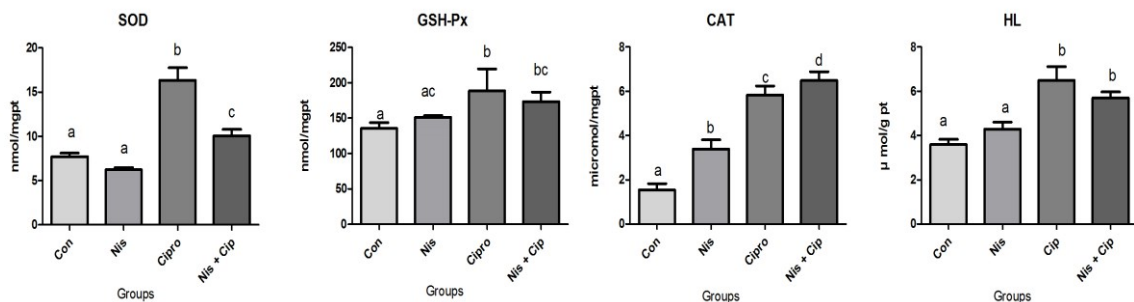 SOD
nmol/mgpt
20
15
10
5
0
a
a
b
c
Con
Nis
Cipro
Nis + Cip
Groups
GSH-Px
nmol/mgpt
250
200
150
100
50
0
a
ac
b
bc
Con
Nis
Cipro
Nis + Cip
Groups
CAT
micromol/mgpt
8
6
4
2
0
a
b
c
d
Con
Nis
Cipro
Nis + Cip
Groups
HL
µ mol/g pt
8
6
4
2
0
a
a
b
b
Con
Nis
Cip
Nis + Cip
Groups